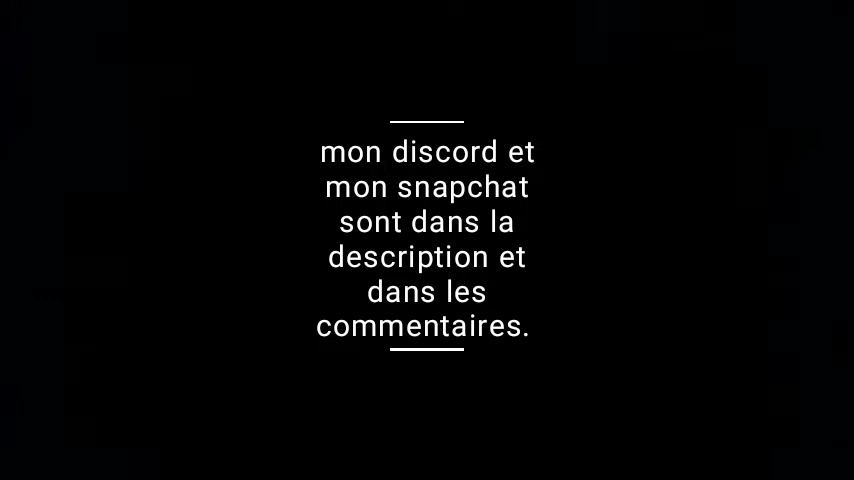 mon discord et
mon snapchat
sont dans la
description et
dans les
commentaires.